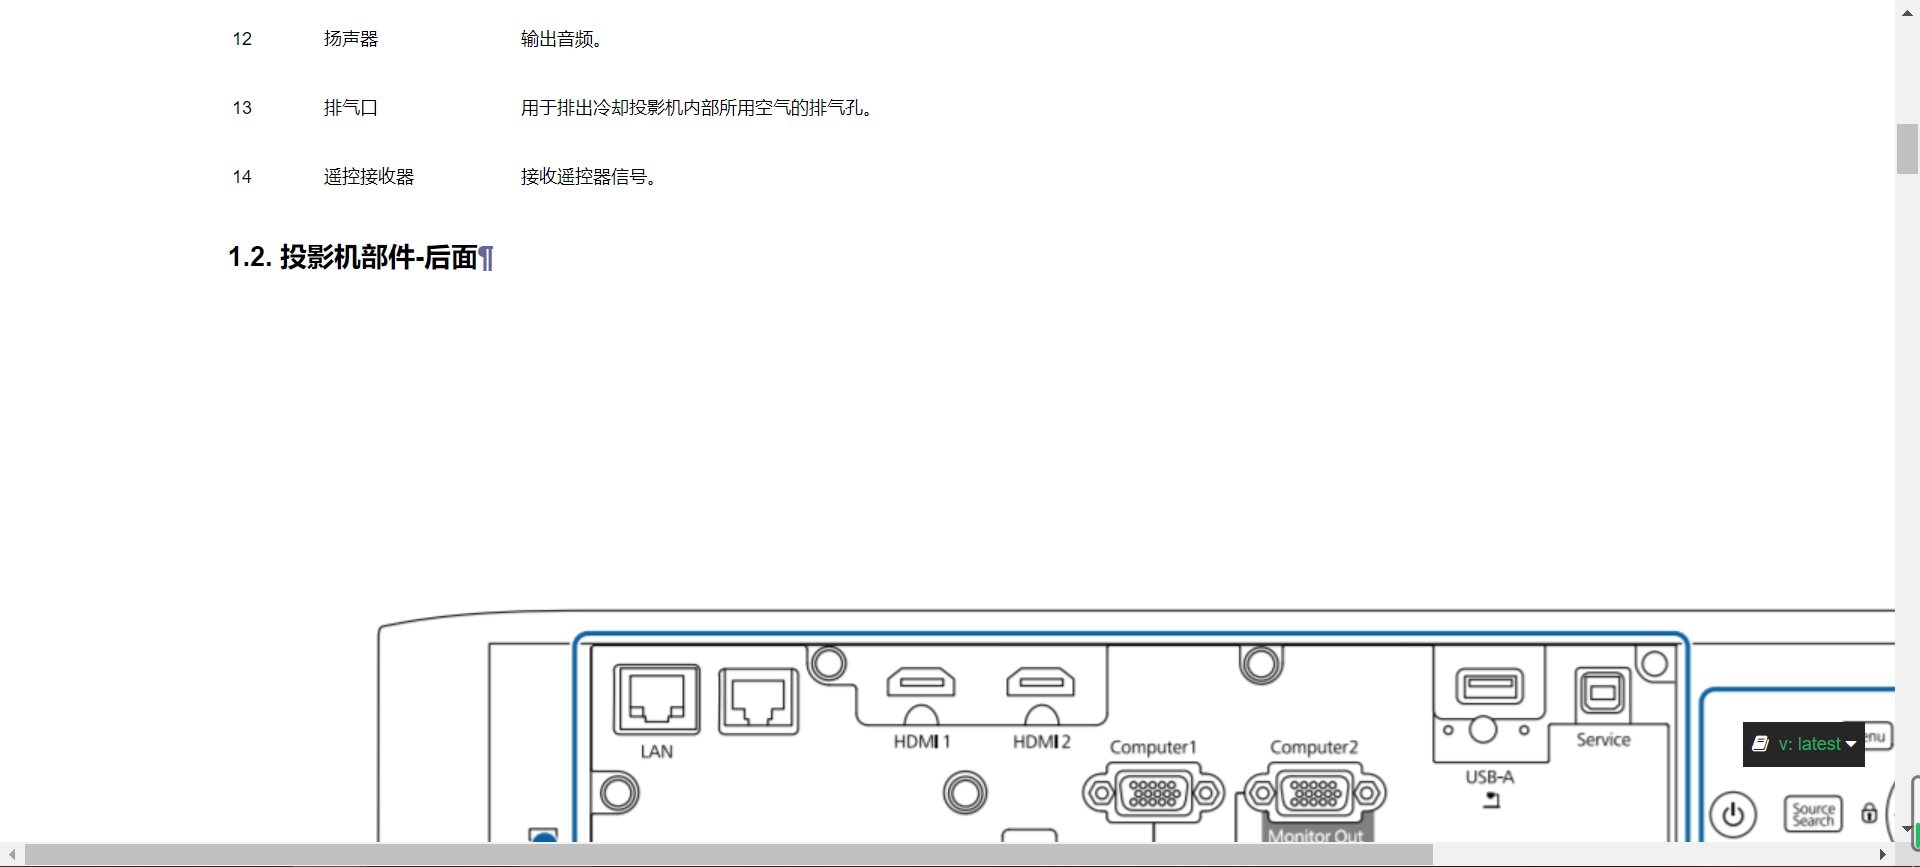 12 扬声器 输出音频。
13 排气口 用于排出冷却投影机内部所用空气的排气孔。
14 遥控接收器 接收遥控器信号。
1.2. 投影机部件-后面¶
LAN
HDMI 1
HDMI 2
Computer1
Computer2
Monitor Out
USB-A
Service
v: latest
enu
Source
Search